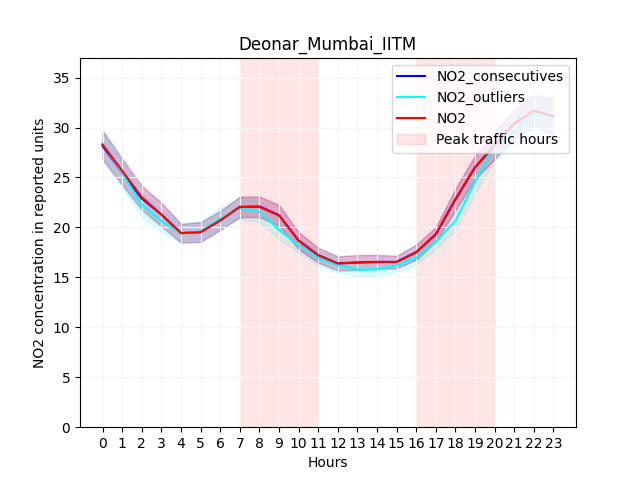 Deonar_Mumbai_IITM
NO2 concentration in reported units
35
30
25
20
15
10
5
0
NO2_consecutives
NO2_outliers
NO2
Peak traffic hours
0 1 2 3 4 5 6 7 8 9 10 11 12 13 14 15 16 17 18 19 20 21 22 23
Hours